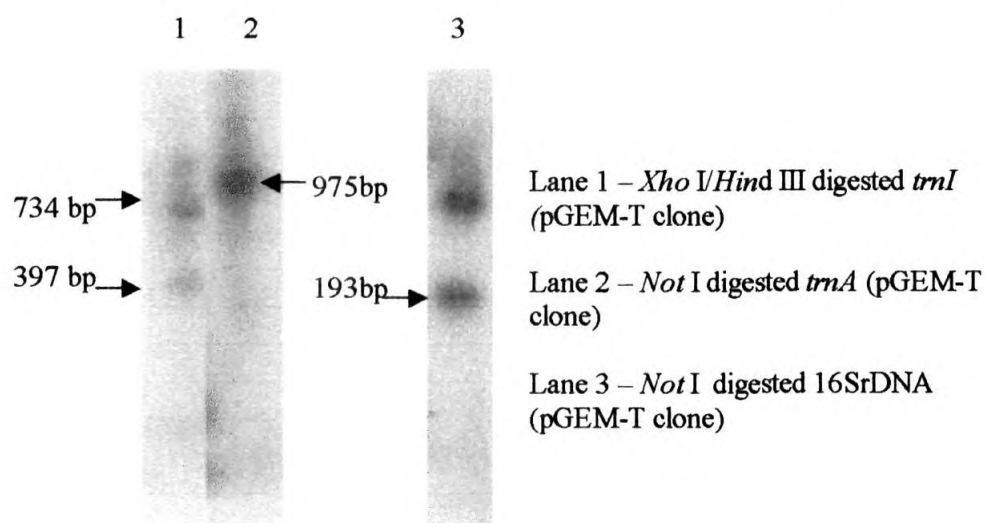 1 2 3
734 bp
975bp
397 bp
193bp
Lane 1 – Xho I/Hind III digested trnI
(pGEM-T clone)
Lane 2 – Not I digested trnA (pGEM-T
clone)
Lane 3 – Not I digested 16SrDNA
(pGEM-T clone)